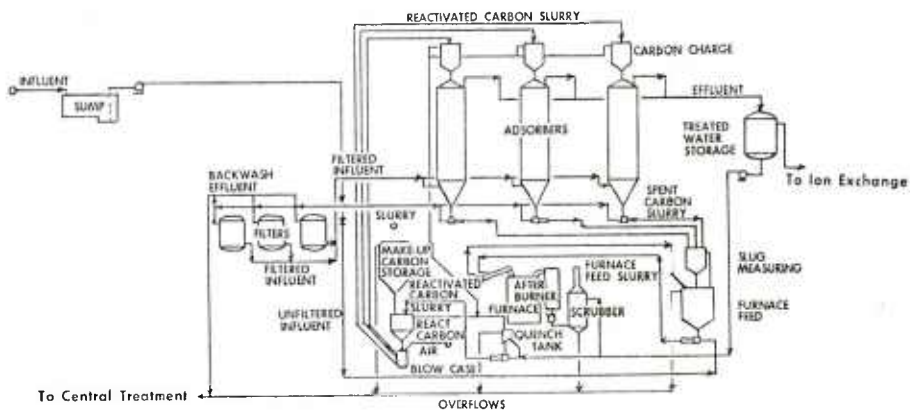 REACTIVATED CARBON SLURRY
CARBON CHARGE
INFLUENT
SUMP
EFFLUENT
ADSORBERS
TREATED
WATER
STORAGE
FILTERED
INFLUENT
BACKWASH
EFFLUENT
To Ion Exchange
SPENT
CARBON
SLURRY
SLURRY
FILTERS
MAKE-UP
CARBON
STORAGE
FILTERED
INFLUENT
SLUG
MEASURING
FURNACE
FEED SLURRY
AFTER
BURNER
REACTIVATED
CARBON
SLURRY
FURNACE
SCRUBBER
FURNACE
FEED
UNFILTERED
INFLUENT
REACT
CARBON
QUENCH
TANK
AIR
BLOW CASE
To Central Treatment
OVERFLOWS